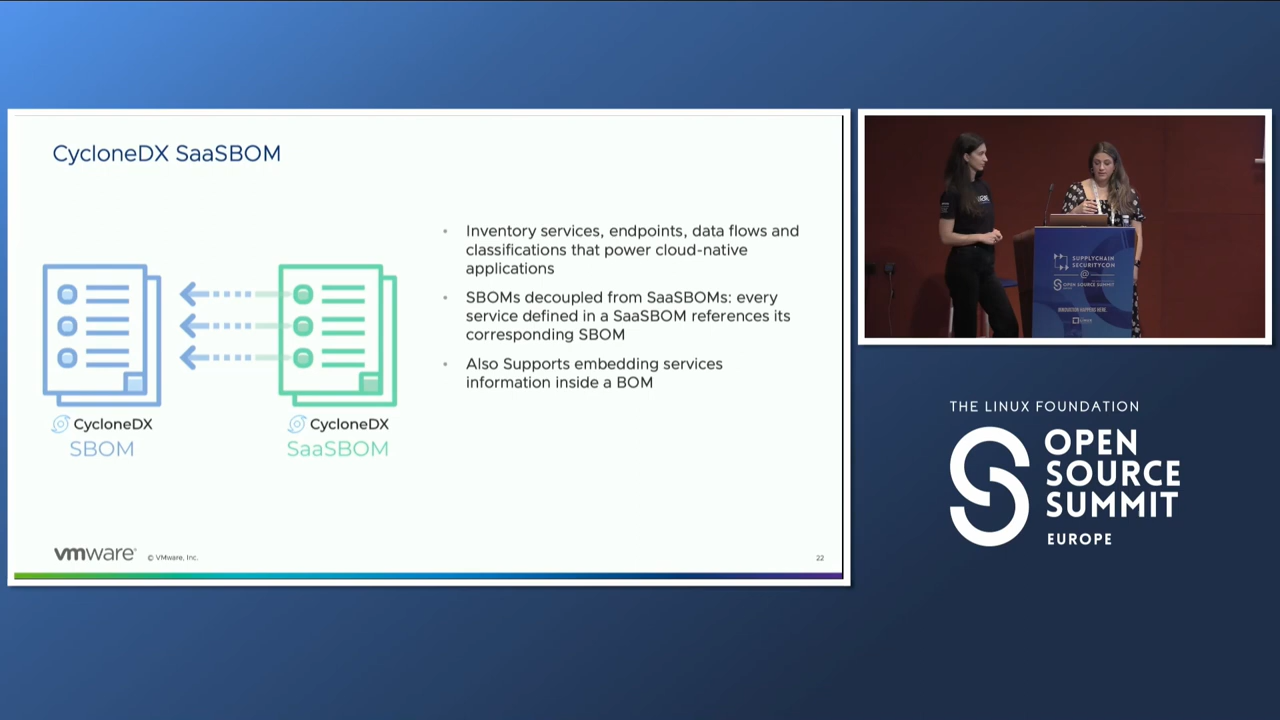 CycloneDX SaaSBOM
• Inventory services, endpoints, data flows and
classifications that power cloud-native
applications
• SBOMs decoupled from SaaSBOMs: every
service defined in a SaaSBOM references its
corresponding SBOM
• Also Supports embedding services
information inside a BOM
CycloneDX
SBOM
CycloneDX
SaaSBOM
vmware
© VMware, Inc.
22
SUPPLYCHAIN
SECURITYCON
@
OPEN SOURCE SUMMIT
THE LINUX FOUNDATION
OPEN
SOURCE
SUMMIT
EUROPE